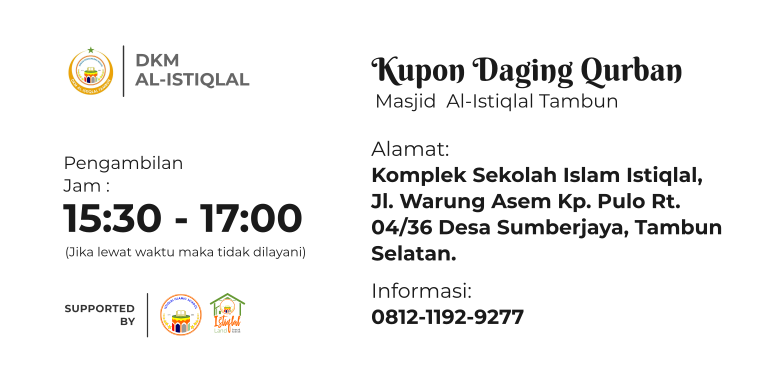 DKM
AL-ISTIQLAL
Pengambilan
Jam :
15:30 - 17:00
(Jika lewat waktu maka tidak dilayani)
SUPPORTED
BY
Istiqlal
Kupon Daging Qurban
Masjid Al-Istiqlal Tambun
Alamat:
Komplek Sekolah Islam Istiqlal,
Jl. Warung Asem Kp. Pulo Rt.
04/36 Desa Sumberjaya, Tambun
Selatan.
Informasi:
0812-1192-9277